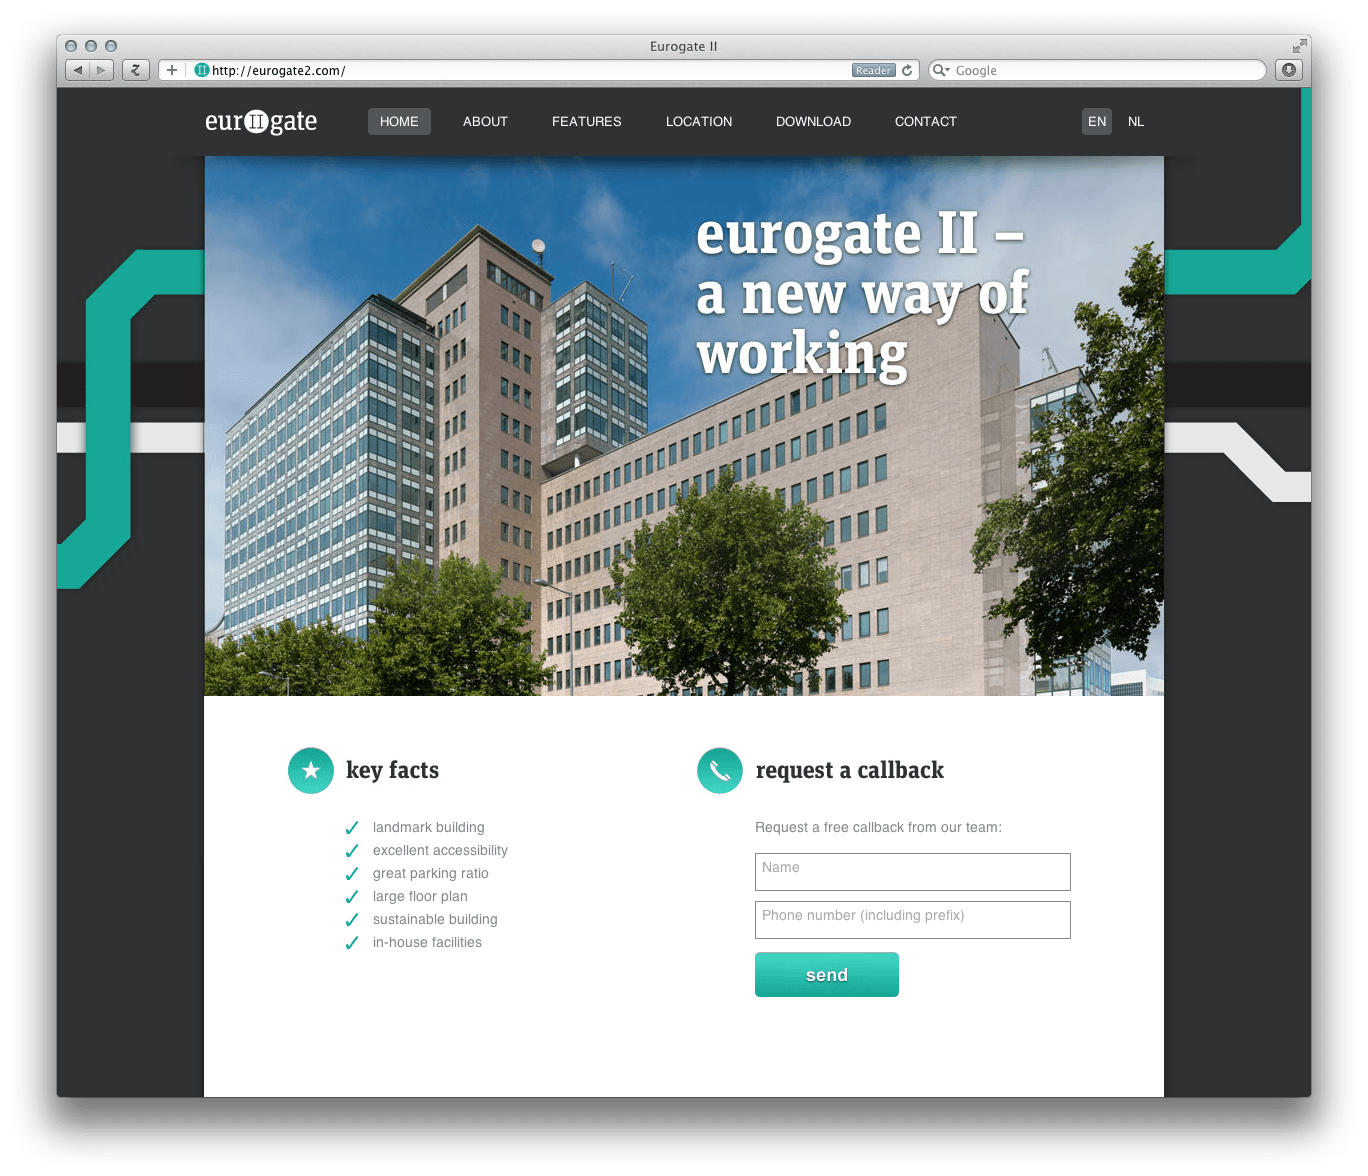 Eurogate II
http://eurogate2.com/
Reader
Google
eurIIgate
HOME
ABOUT
FEATURES
LOCATION
DOWNLOAD
CONTACT
EN
NL
eurogate II –
a new way of
working
key facts
✓ landmark building
✓ excellent accessibility
✓ great parking ratio
✓ large floor plan
✓ sustainable building
✓ in-house facilities
request a callback
Request a free callback from our team:
Name
Phone number (including prefix)
send